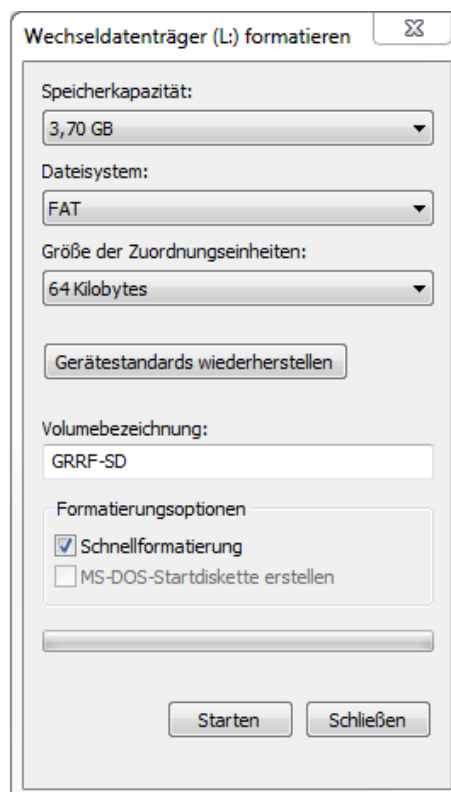 Wechseldatenträger (L:) formatieren
Speicherkapazität:
3,70 GB
Dateisystem:
FAT
Größe der Zuordnungseinheiten:
64 Kilobytes
Gerätestandards wiederherstellen
Volumebezeichnung:
GRRF-SD
Formatierungsoptionen
Schnellformatierung
MS-DOS-Startdiskette erstellen
Starten Schließen